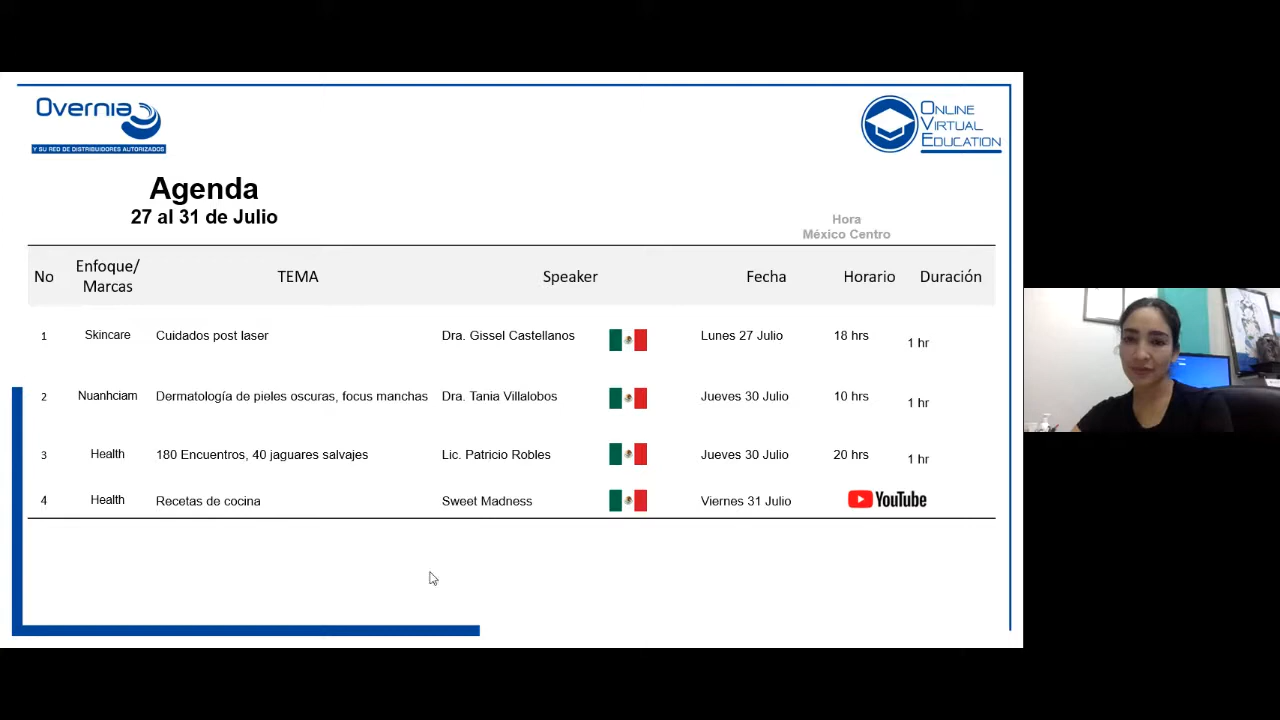 Overnia
Y SU RED DE DISTRIBUIDORES AUTORIZADOS
ONLINE
VIRTUAL
EDUCATION
Agenda
27 al 31 de Julio
Hora
México Centro
No Enfoque/ Marcas TEMA Speaker Fecha Horario Duración
1 Skincare Cuidados post laser Dra. Gissel Castellanos Lunes 27 Julio 18 hrs 1 hr
2 Nuanhciam Dermatología de pieles oscuras, focus manchas Dra. Tania Villalobos Jueves 30 Julio 10 hrs 1 hr
3 Health 180 Encuentros, 40 jaguares salvajes Lic. Patricio Robles Jueves 30 Julio 20 hrs 1 hr
4 Health Recetas de cocina Sweet Madness Viernes 31 Julio YouTube